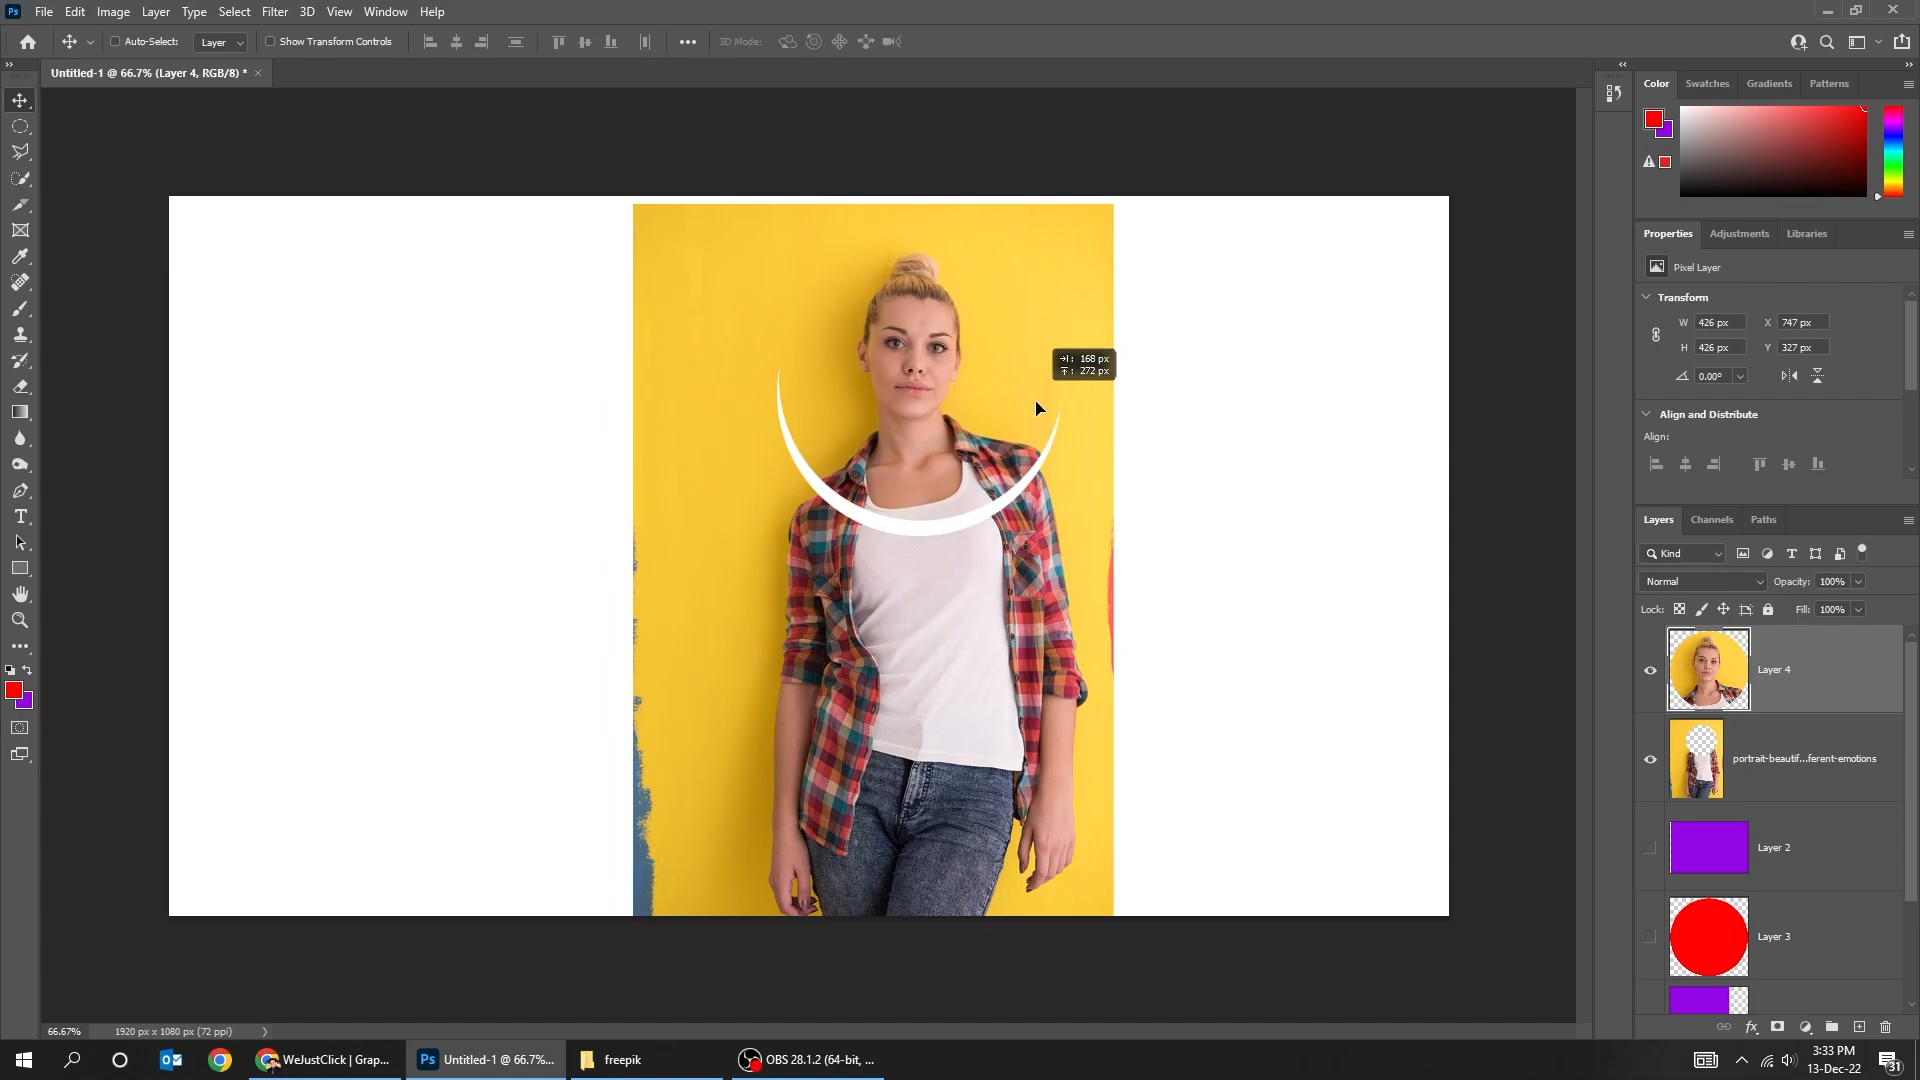 Ps File Edit Image Layer Type Select Filter 3D View Window Help
Auto-Select: Layer Show Transform Controls 3D Mode:
Untitled-1 @ 66.7% (Layer 4, RGB/8) *
Color Swatches Gradients Patterns
Properties Adjustments Libraries
Pixel Layer
Transform
W 426 px X 747 px
H 426 px Y 327 px
0.00°
Align and Distribute
Align:
: 168 px
: 272 px
Layers Channels Paths
Kind
Normal Opacity: 100%
Lock: Fill: 100%
Layer 4
portrait-beautif...ferent-emotions
Layer 2
Layer 3
fx
66.67% 1920 px x 1080 px (72 ppi)
WeJustClick | Grap... Ps Untitled-1 @ 66.7%... freepik OBS 28.1.2 (64-bit, ...
3:33 PM
13-Dec-22
31